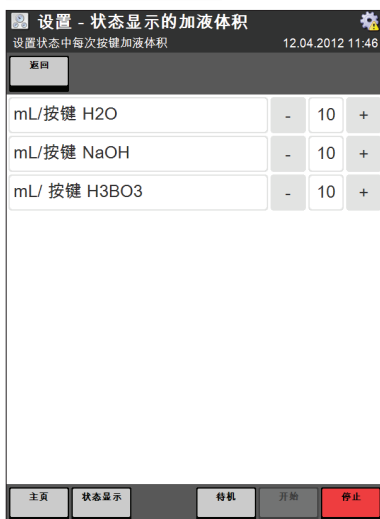 设置 - 状态显示的加液体积
设置状态中每次按键加液体积 12.04.2012 11:46
返回
mL/按键 H2O - 10 +
mL/按键 NaOH - 10 +
mL/ 按键 H3BO3 - 10 +
主页 状态显示 待机 开始 停止